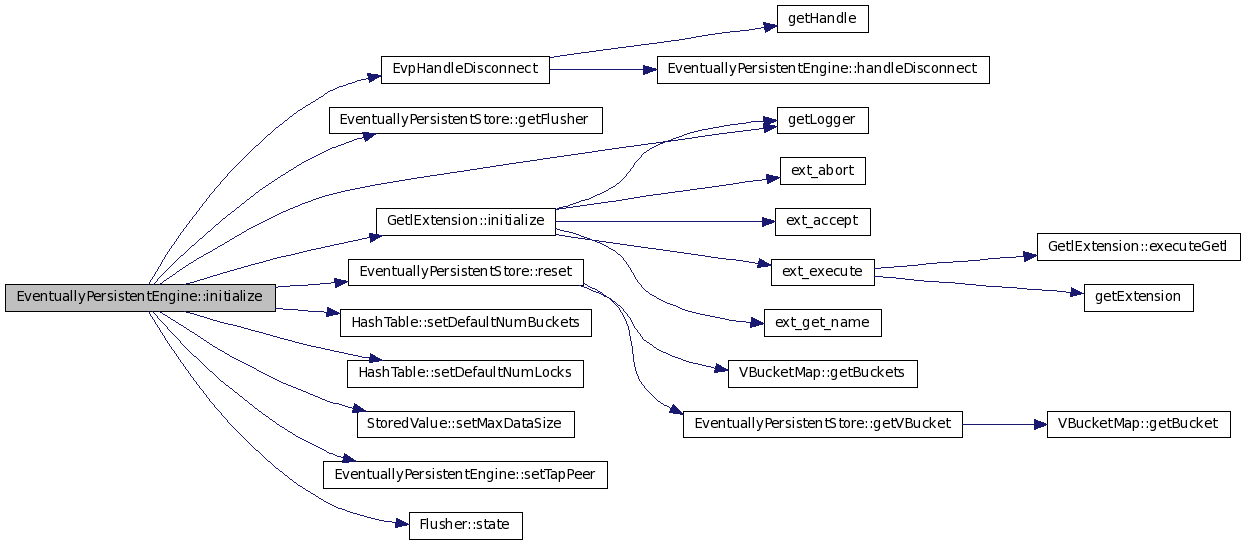 getHandle
EvpHandleDisconnect
EventuallyPersistentEngine::handleDisconnect
EventuallyPersistentStore::getFlusher
getLogger
ext_abort
GetlExtension::initialize
ext_accept
GetlExtension::executeGetl
EventuallyPersistentStore::reset
ext_execute
EventuallyPersistentEngine::initialize
getExtension
HashTable::setDefaultNumBuckets
ext_get_name
HashTable::setDefaultNumLocks
VBucketMap::getBuckets
StoredValue::setMaxDataSize
EventuallyPersistentStore::getVBucket
VBucketMap::getBucket
EventuallyPersistentEngine::setTapPeer
Flusher::state